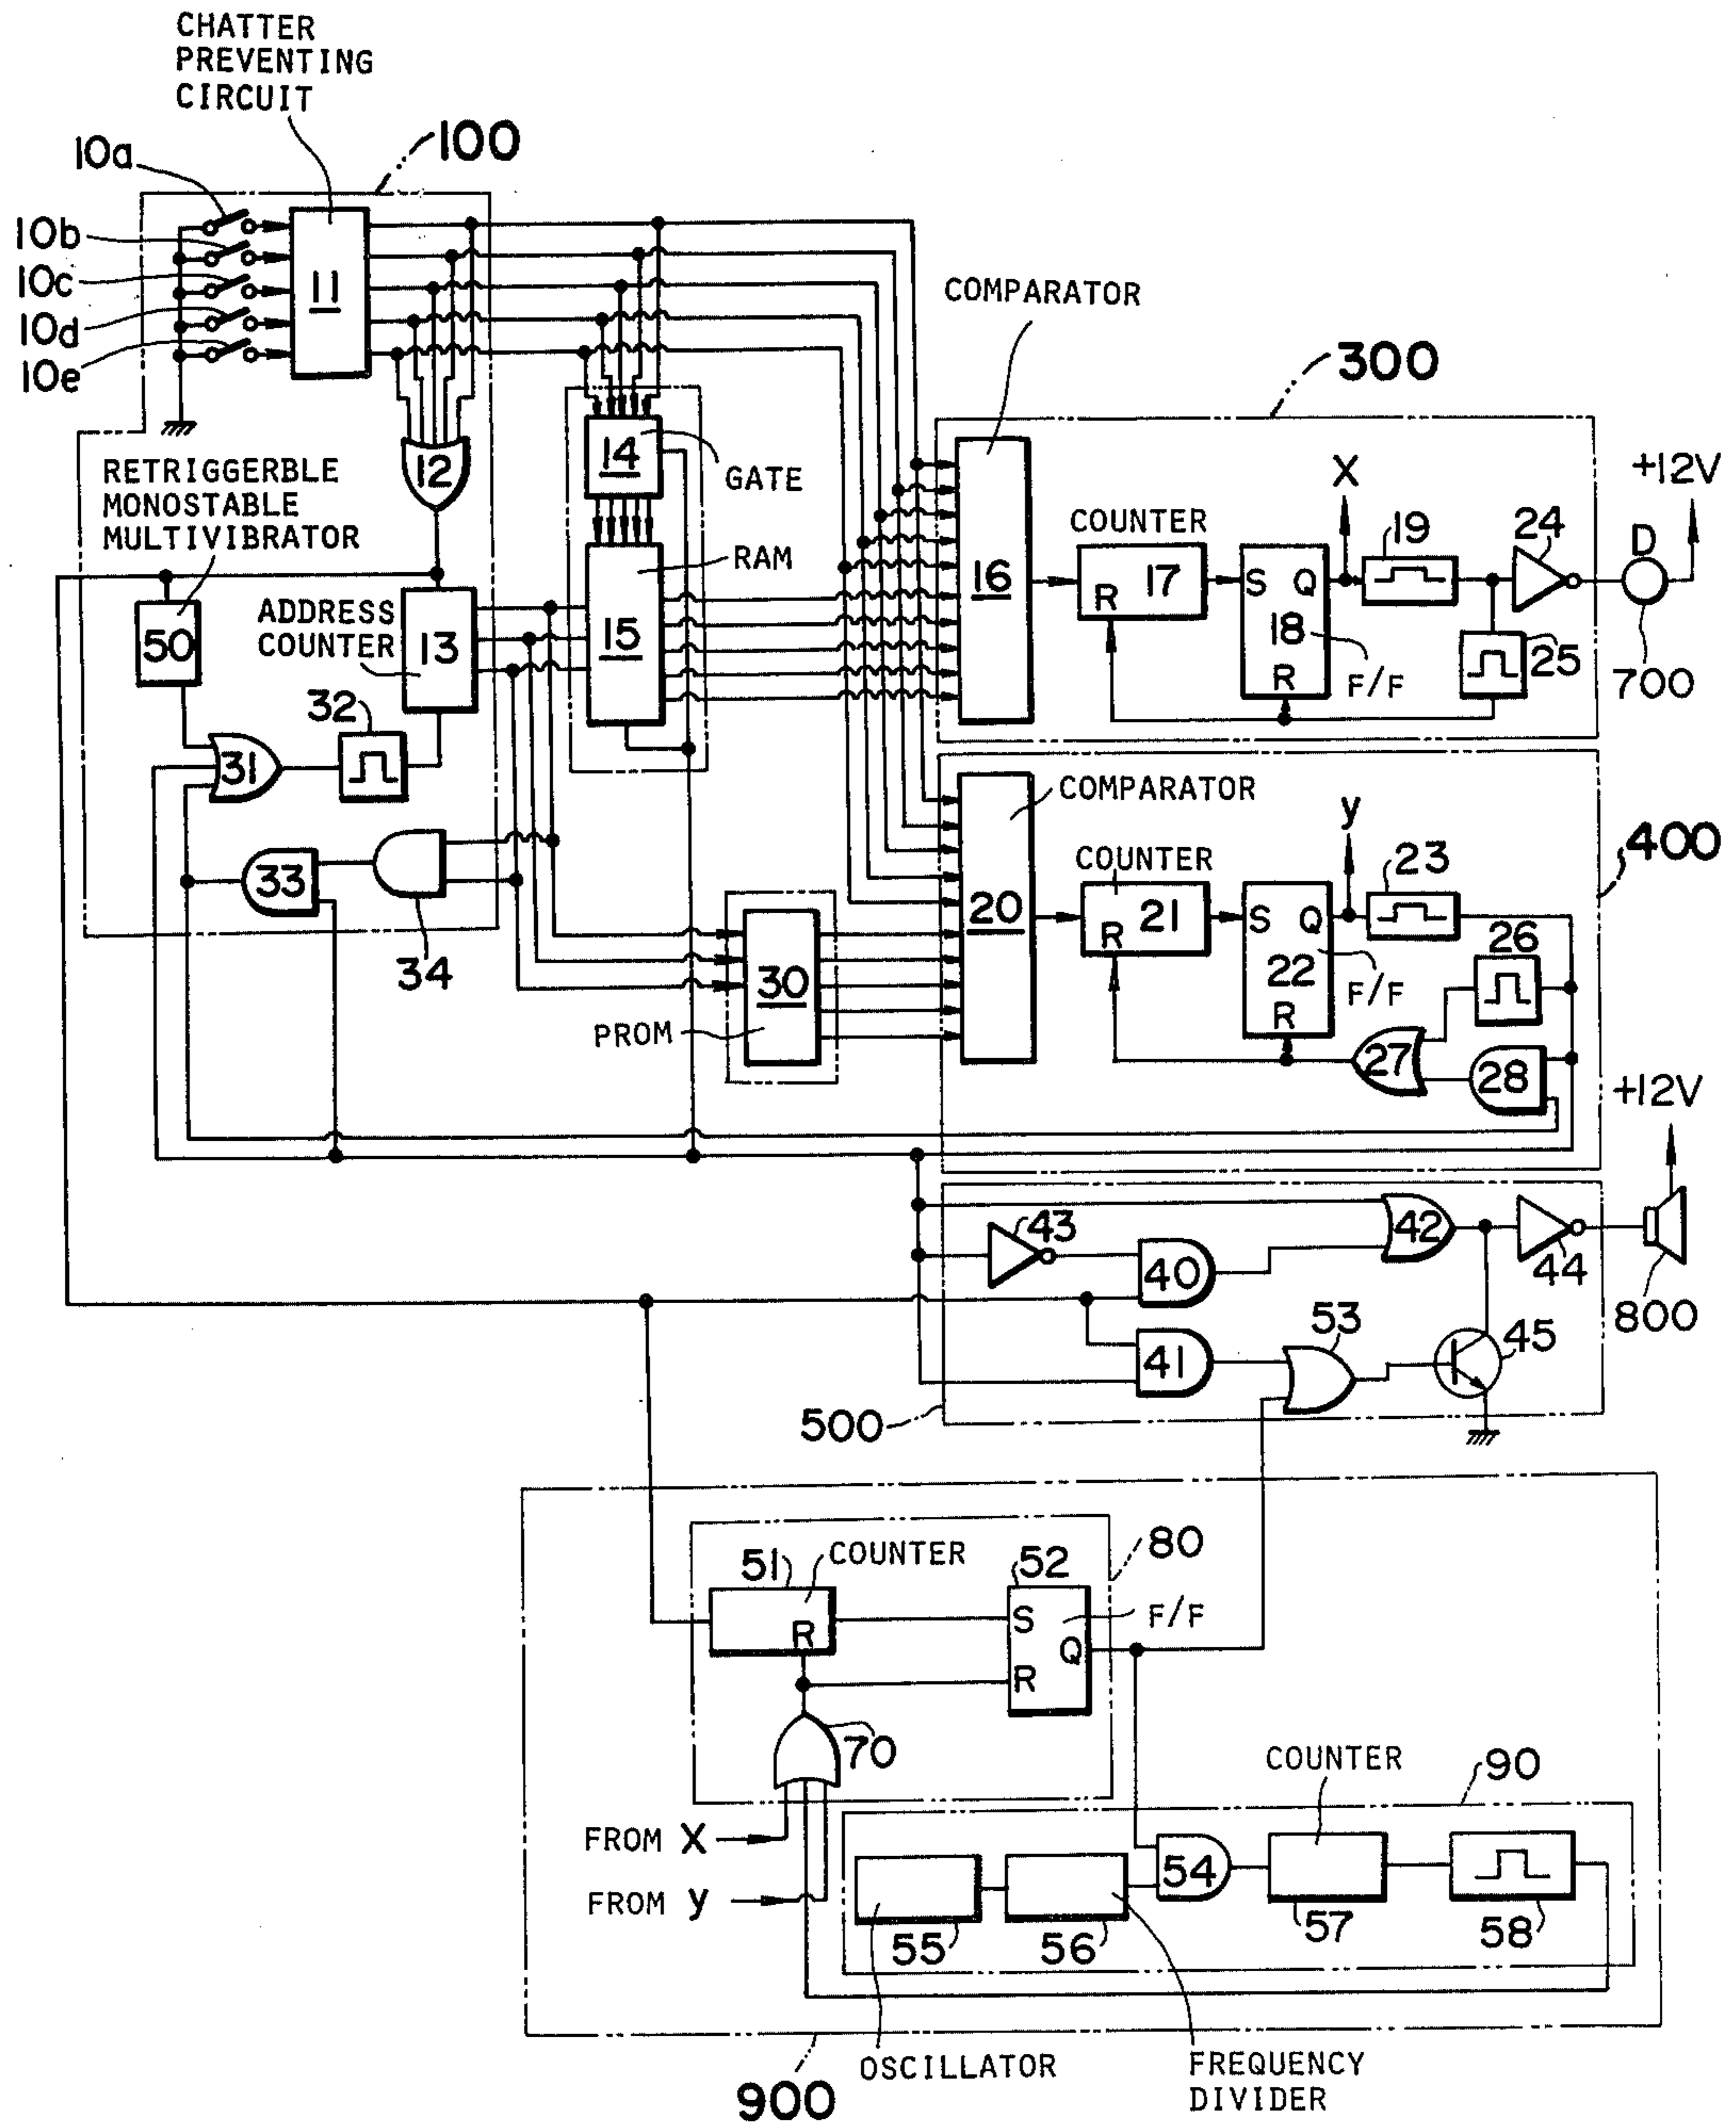 CHATTER
PREVENTING
CIRCUIT
100
10a
10b
10c
10d
10e
11
COMPARATOR
300
12
14
GATE
RETRIGGERBLE
MONOSTABLE
MULTIVIBRATOR
RAM
COUNTER
X
19
24
D
+12V
16
R 17
S Q
18
R
F/F
25
700
50
ADDRESS
COUNTER
13
15
32
31
COMPARATOR
y
400
33
34
COUNTER
23
20
R 21
S Q
22
R
F/F
26
30
PROM
27
28
+12V
43
42
40
44
800
41
53
45
500
80
51
COUNTER
R
52
S
Q
R
F/F
70
COUNTER
90
FROM X
FROM y
54
55
56
57
58
OSCILLATOR
FREQUENCY
DIVIDER
900